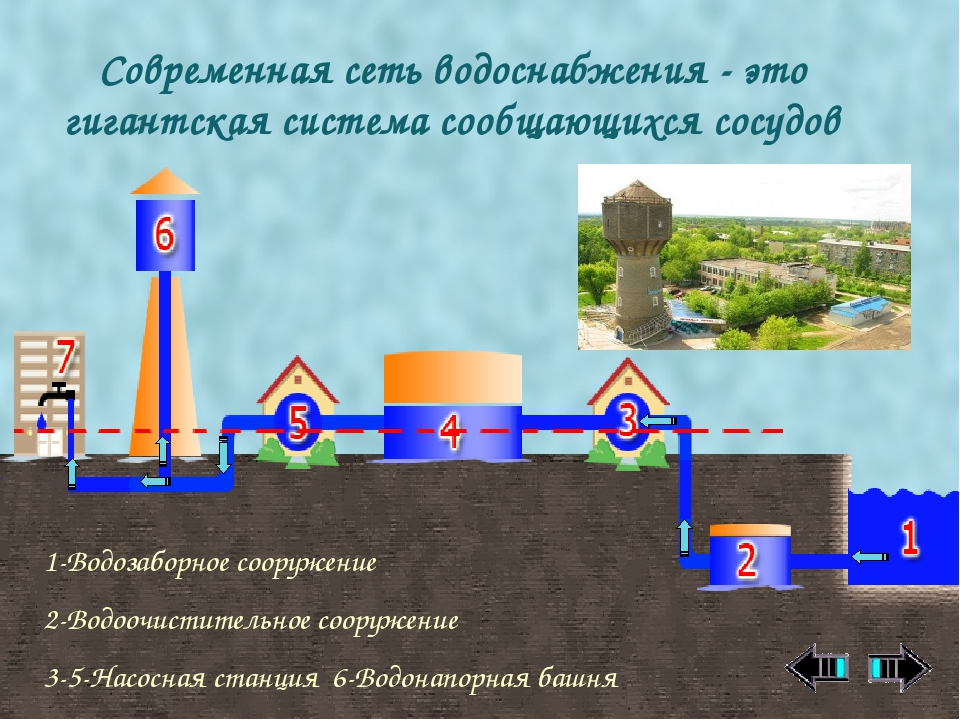 Современная сеть водоснабжения - это
гигантская система сообщающихся сосудов
6
7
5
4
3
2
1
1-Водозаборное сооружение
2-Водоочистительное сооружение
3-5-Насосная станция 6-Водонапорная башня